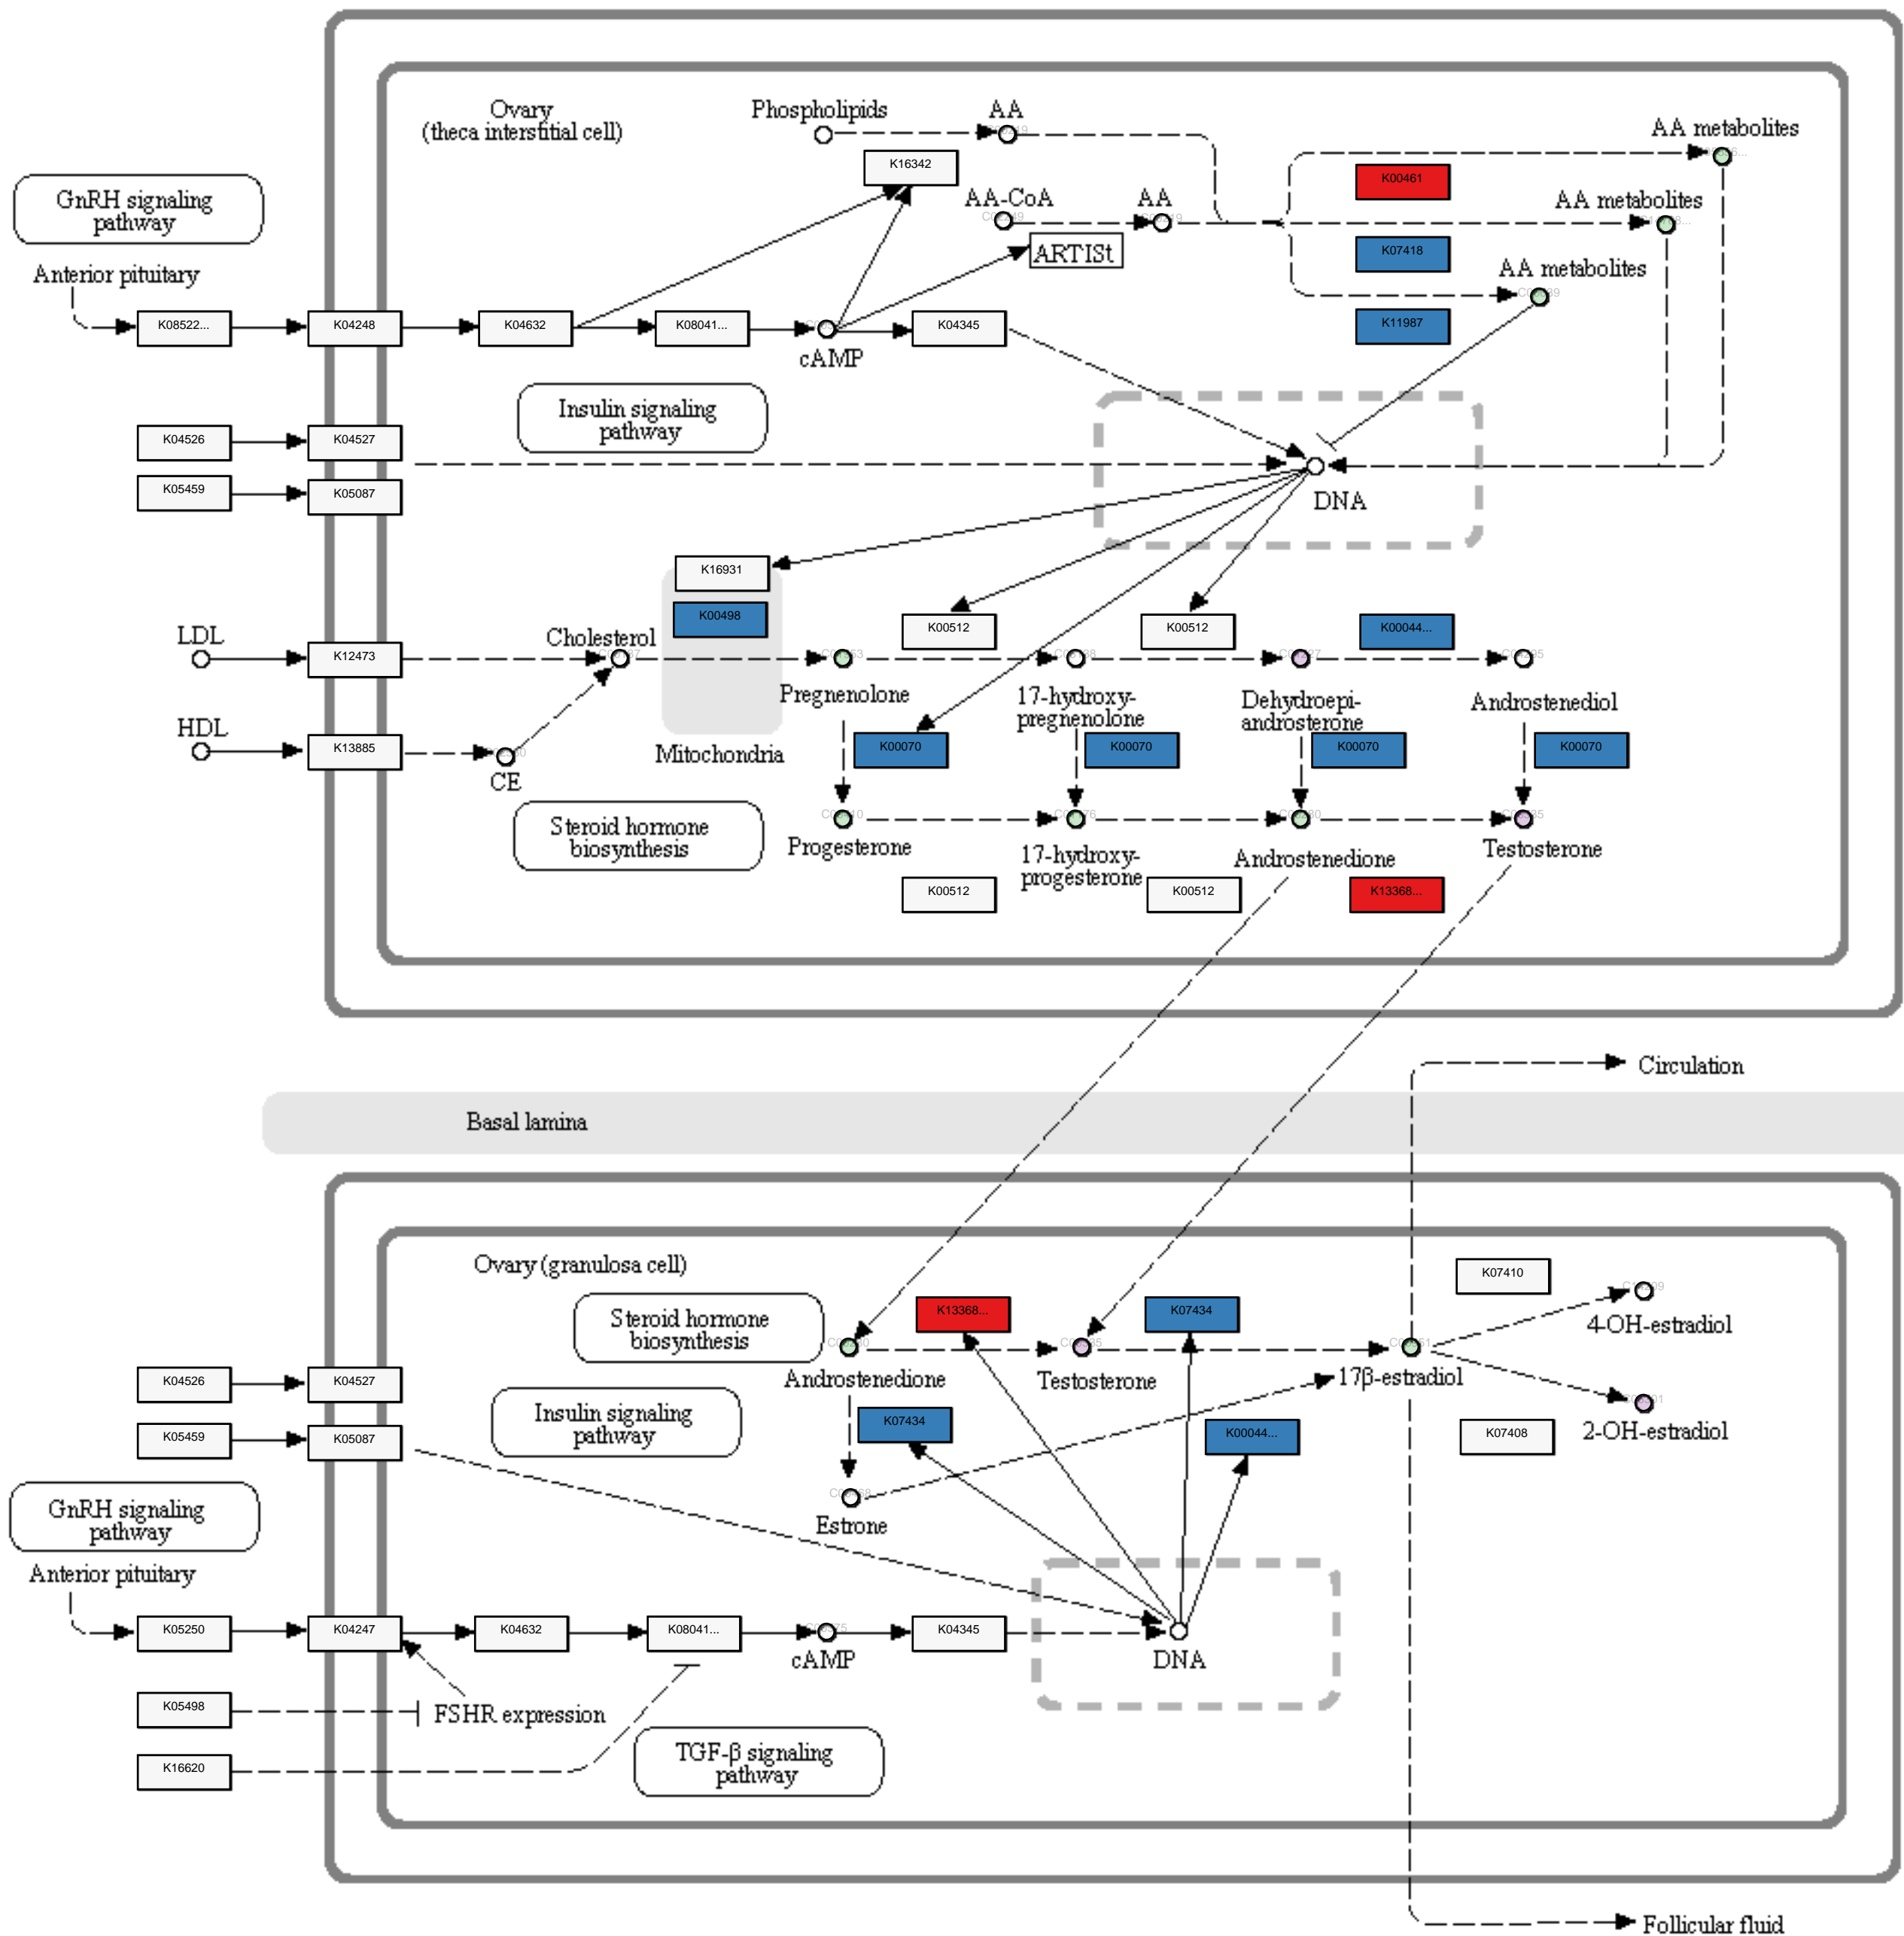 Ovary
(theca interstitial cell)
Phospholipids
AA
AA metabolites
K16342
K00461
GnRH signaling
pathway
AA-CoA
AA
AA metabolites
ARTISt
K07418
Anterior pituitary
AA metabolites
K08522...
K04248
K04632
K08041...
K04345
K11987
cAMP
Insulin signaling
pathway
K04526
K04527
K05459
K05087
DNA
K16931
K00498
K00512
K00512
K00044...
LDL
Cholesterol
K12473
Pregnenolone
17-hydroxy-
pregnenolone
Dehydroepi-
androsterone
Androstenediol
HDL
K13885
CE
Mitochondria
K00070
K00070
K00070
K00070
Steroid hormone
biosynthesis
Progesterone
17-hydroxy-
progesterone
Androstenedione
Testosterone
K00512
K00512
K13368...
Circulation
Basal lamina
Ovary (granulosa cell)
K07410
Steroid hormone
biosynthesis
K13368...
K07434
4-OH-estradiol
Androstenedione
Testosterone
17β-estradiol
K04526
K04527
Insulin signaling
pathway
K07434
K00044...
K07408
2-OH-estradiol
K05459
K05087
GnRH signaling
pathway
Estrone
Anterior pituitary
K05250
K04247
K04632
K08041...
K04345
cAMP
DNA
K05498
FSHR expression
K16620
TGF-β signaling
pathway
Follicular fluid